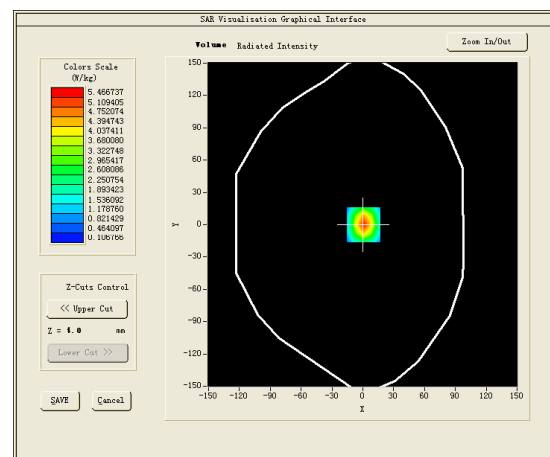 SAR Visualisation Graphical Interface
Volume Radiated Intensity
Zoom In/Out
Colors Scale
(W/kg)
5.466737
5.109405
4.752074
4.394743
4.037411
3.680080
3.322748
2.965417
2.608086
2.250754
1.893423
1.536092
1.178760
0.821429
0.464097
0.106766
Z-Cuts Control
<< Upper Cut
Z = 4.0 mm
Lower Cut >>
SAVE Cancel
150
120
90
60
30
0
-30
-60
-90
-120
-150
Y
-150 -120 -90 -60 -30 0 30 60 90 120 150
X